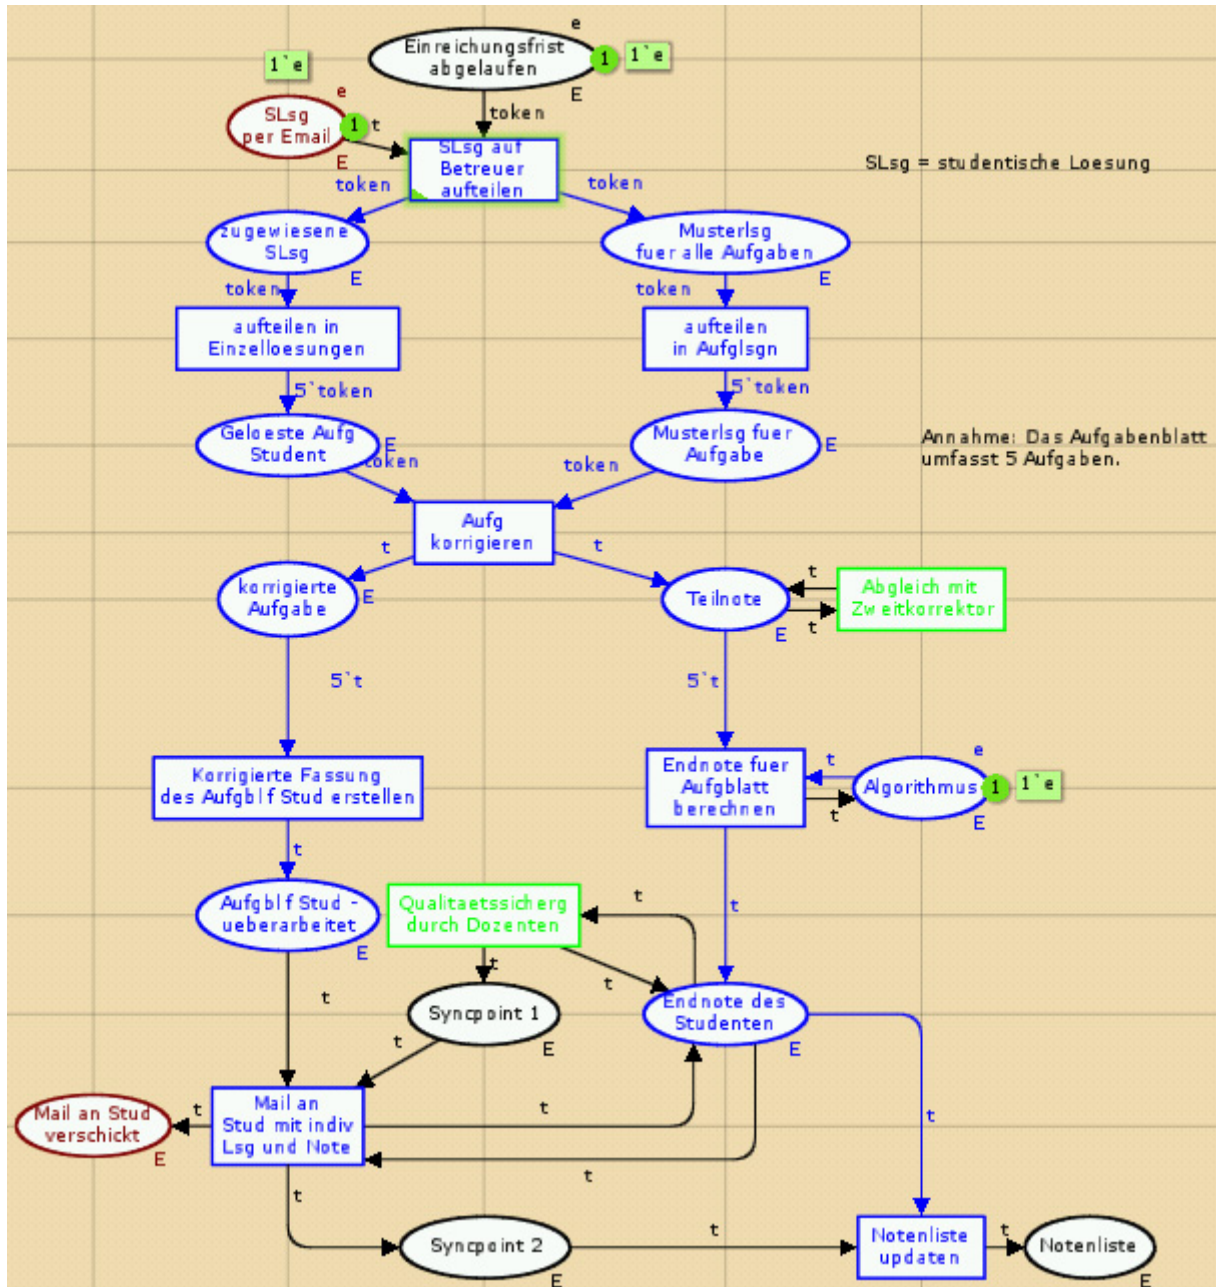 e
Einreichungsfrist
abgelaufen
1
1`e
E
1`e
e
SLsg
per Email
1
t
E
token
SLsg auf
Betreuer
aufteilen
SLsg = studentische Loesung
token
token
zugewiesene
SLsg
E
Musterlsg
fuer alle Aufgaben
E
token
token
aufteilen in
Einzelloesungen
aufteilen
in Aufglsgn
5`token
5`token
Geloeste Aufg
Student
E
Musterlsg fuer
Aufgabe
E
Annahme: Das Aufgabenblatt
umfasst 5 Aufgaben.
token
token
Aufg
korrigieren
t
t
korrigierte
Aufgabe
E
Teilnote
E
t
t
Abgleich mit
Zweitkorrektor
5`t
5`t
Korrigierte Fassung
des Aufgblf Stud erstellen
Endnote fuer
Aufgblatt
berechnen
t
t
e
Algorithmus
1
1`e
E
t
Aufgblf Stud -
ueberarbeitet
E
Qualitaetssicherg
durch Dozenten
t
t
t
t
t
Syncpoint 1
E
Endnote des
Studenten
E
t
Mail an Stud
verschickt
E
t
Mail an
Stud mit indiv
Lsg und Note
t
t
t
t
Syncpoint 2
E
t
Notenliste
updaten
t
Notenliste
E